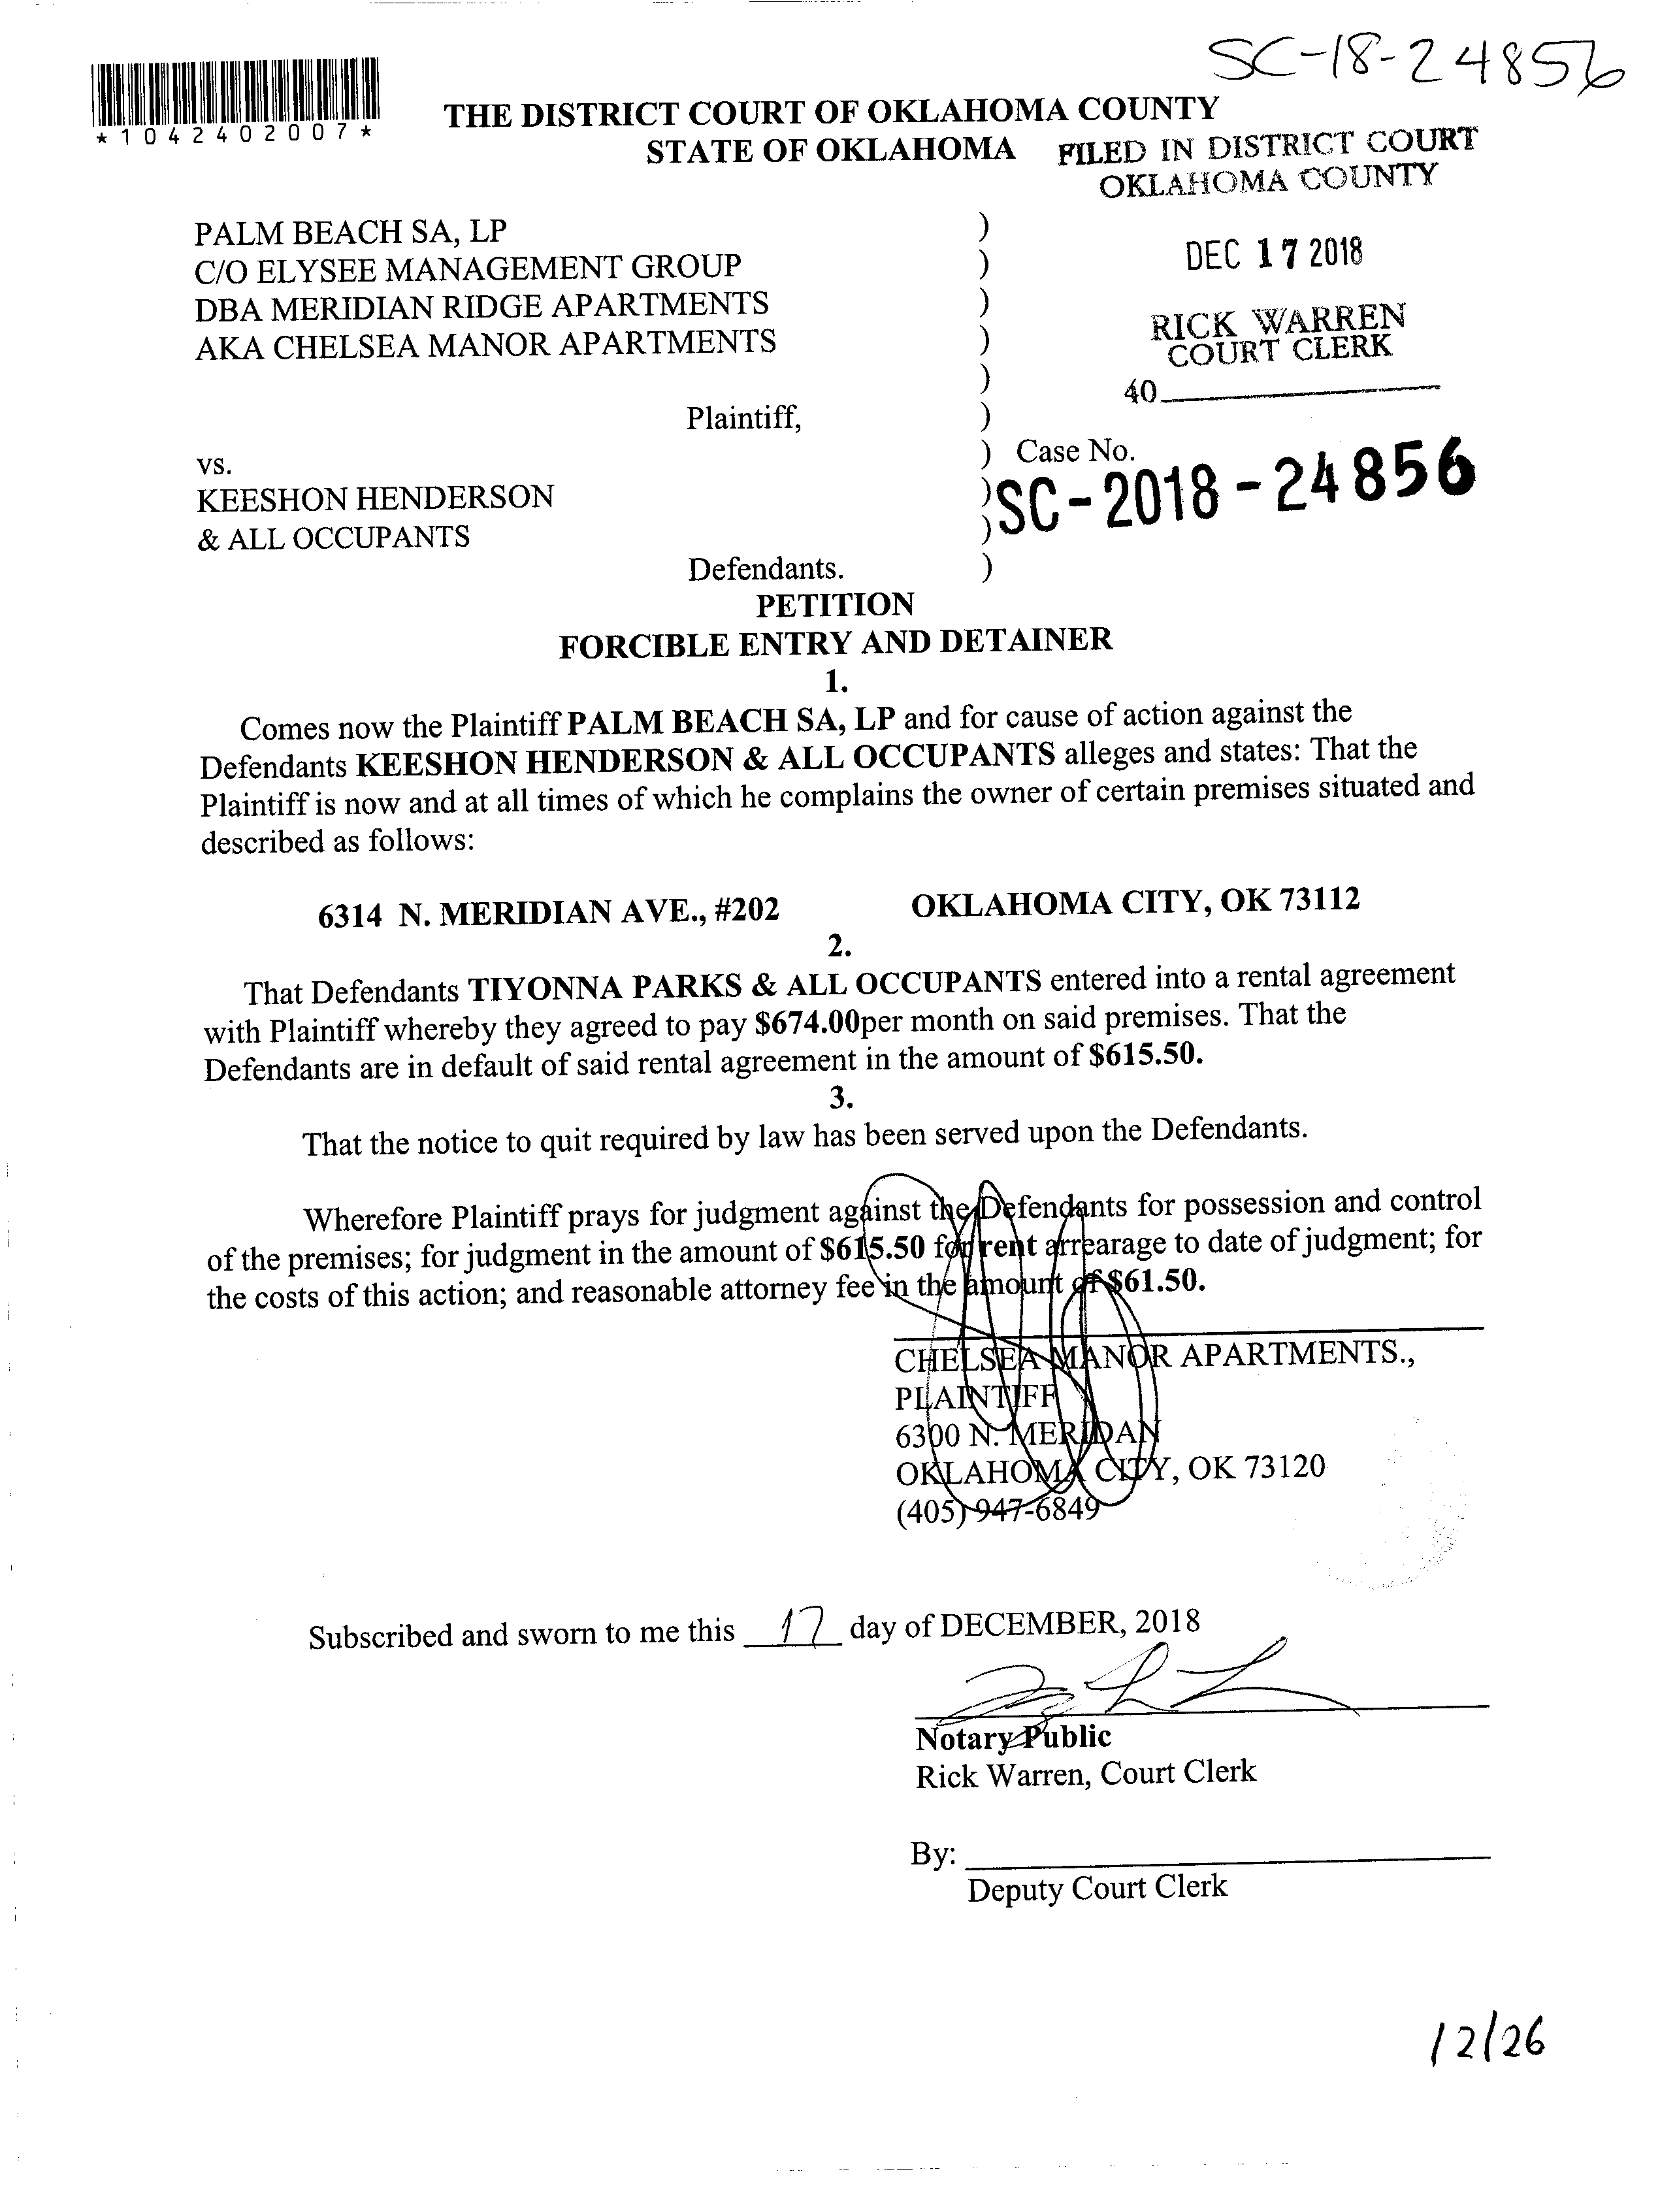 SC-18-24856
*1042402007*
THE DISTRICT COURT OF OKLAHOMA COUNTY
STATE OF OKLAHOMA
FILED IN DISTRICT COURT
OKLAHOMA COUNTY
PALM BEACH SA, LP )
C/O ELYSEE MANAGEMENT GROUP )
DBA MERIDIAN RIDGE APARTMENTS )
AKA CHELSEA MANOR APARTMENTS )
)
DEC 17 2018
RICK WARREN
COURT CLERK
40
Plaintiff, )
vs. ) Case No.
KEESHON HENDERSON ) SC-2018-24856
& ALL OCCUPANTS )
Defendants. )
PETITION
FORCIBLE ENTRY AND DETAINER
1.
Comes now the Plaintiff PALM BEACH SA, LP and for cause of action against the
Defendants KEESHON HENDERSON & ALL OCCUPANTS alleges and states: That the
Plaintiff is now and at all times of which he complains the owner of certain premises situated and
described as follows:
6314 N. MERIDIAN AVE., #202 OKLAHOMA CITY, OK 73112
2.
That Defendants TIYONNA PARKS & ALL OCCUPANTS entered into a rental agreement
with Plaintiff whereby they agreed to pay $674.00per month on said premises. That the
Defendants are in default of said rental agreement in the amount of $615.50.
3.
That the notice to quit required by law has been served upon the Defendants.
Wherefore Plaintiff prays for judgment against the Defendants for possession and control
of the premises; for judgment in the amount of $615.50 for rent arrearage to date of judgment; for
the costs of this action; and reasonable attorney fee in the amount of $61.50.
CHELSEA MANOR APARTMENTS.,
PLAINTIFF
6300 N. MERIDAN
OKLAHOMA CITY, OK 73120
(405) 947-6849
Subscribed and sworn to me this 17 day of DECEMBER, 2018
Notary Public
Rick Warren, Court Clerk
By:
Deputy Court Clerk
12/26